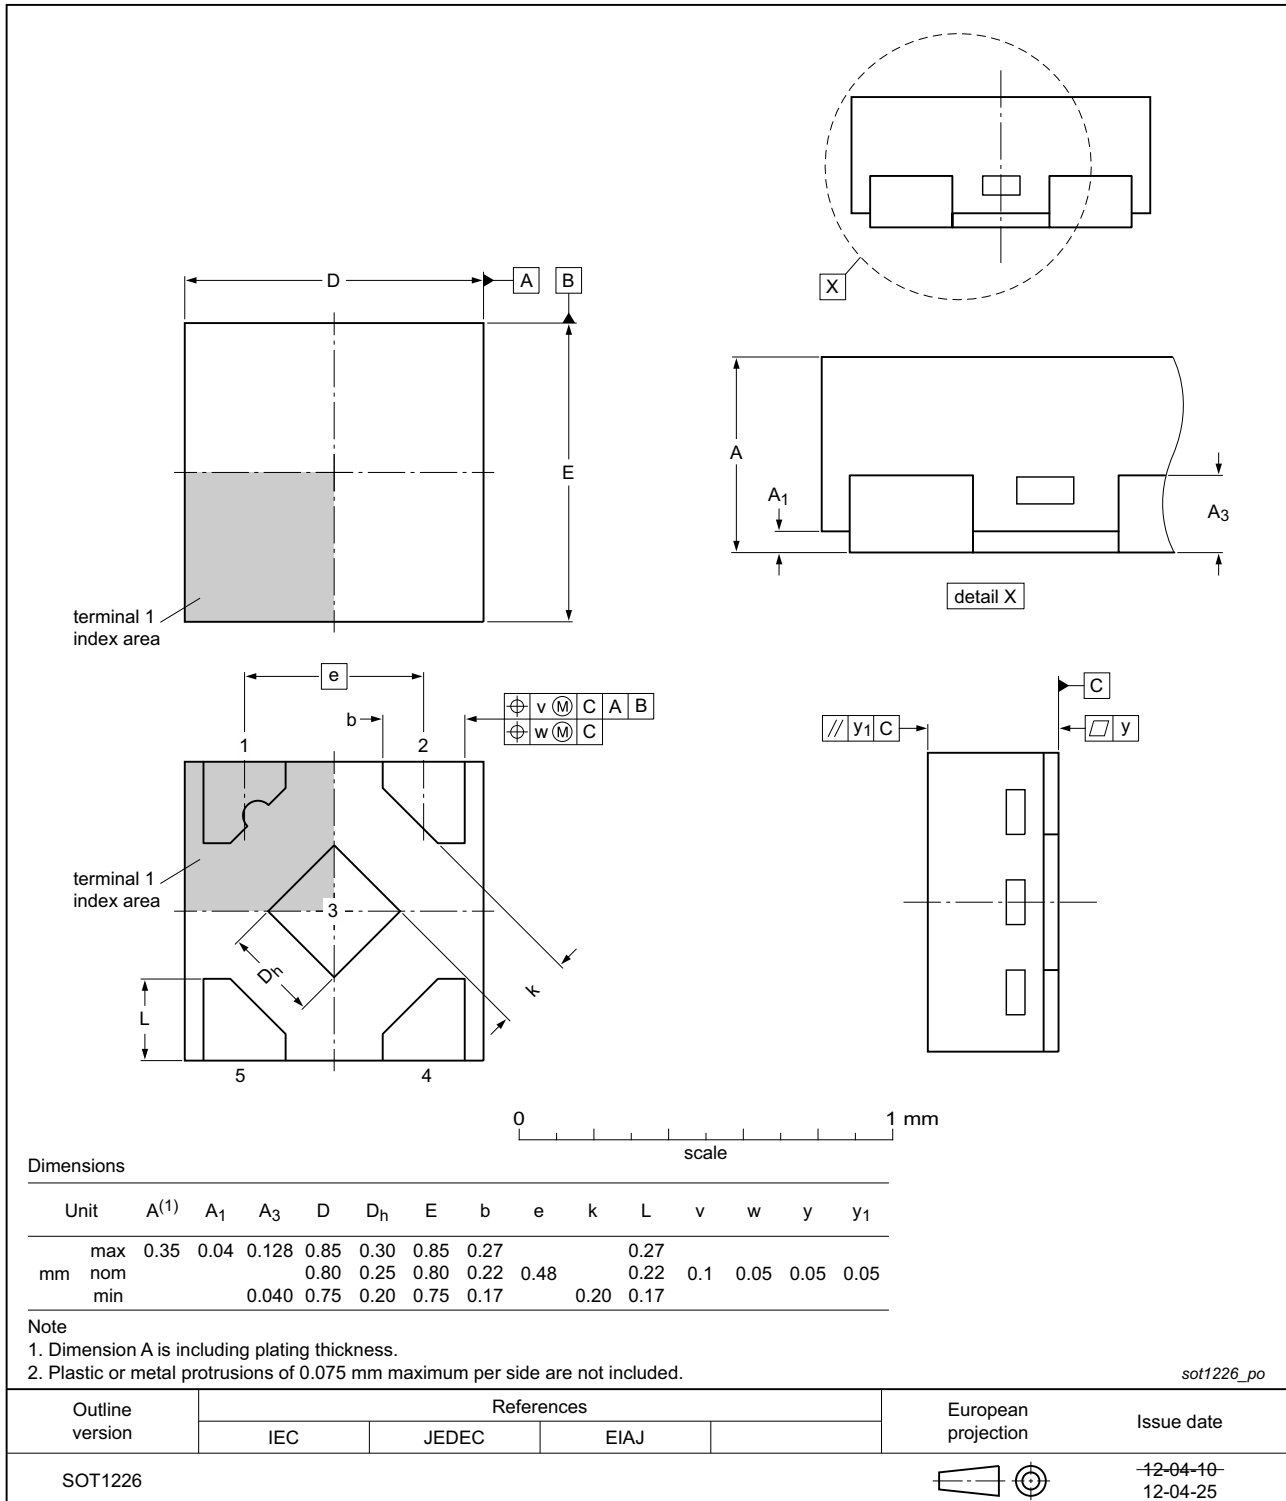 X
D
A
B
E
terminal 1
index area
A
A1
A3
detail X
e
b
v M C A B
w M C
1
2
C
y1 C
y
terminal 1
index area
3
Dh
k
L
5
4
0
1 mm
scale
Dimensions
Unit A(1) A1 A3 D Dh E b e k L v w y y1
max 0.35 0.04 0.128 0.85 0.30 0.85 0.27 0.27
mm nom 0.80 0.25 0.80 0.22 0.48 0.22 0.1 0.05 0.05 0.05
min 0.040 0.75 0.20 0.75 0.17 0.20 0.17
Note
1. Dimension A is including plating thickness.
2. Plastic or metal protrusions of 0.075 mm maximum per side are not included.
sot1226_po
Outline
version
References
IEC JEDEC EIAJ
European
projection
Issue date
SOT1226
12-04-10
12-04-25